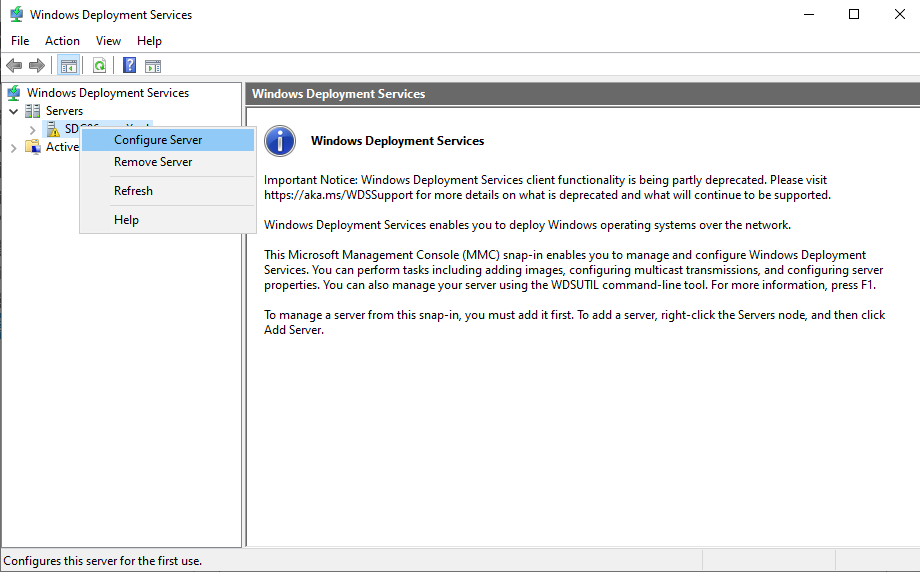 Windows Deployment Services
File Action View Help
Windows Deployment Services
Servers
Active
Configure Server
Remove Server
Refresh
Help
Windows Deployment Services
Windows Deployment Services
Important Notice: Windows Deployment Services client functionality is being partly deprecated. Please visit
https://aka.ms/WDSSupport for more details on what is deprecated and what will continue to be supported.
Windows Deployment Services enables you to deploy Windows operating systems over the network.
This Microsoft Management Console (MMC) snap-in enables you to manage and configure Windows Deployment
Services. You can perform tasks including adding images, configuring multicast transmissions, and configuring server
properties. You can also manage your server using the WDSUTIL command-line tool. For more information, press F1.
To manage a server from this snap-in, you must add it first. To add a server, right-click the Servers node, and then click
Add Server.
Configures this server for the first use.